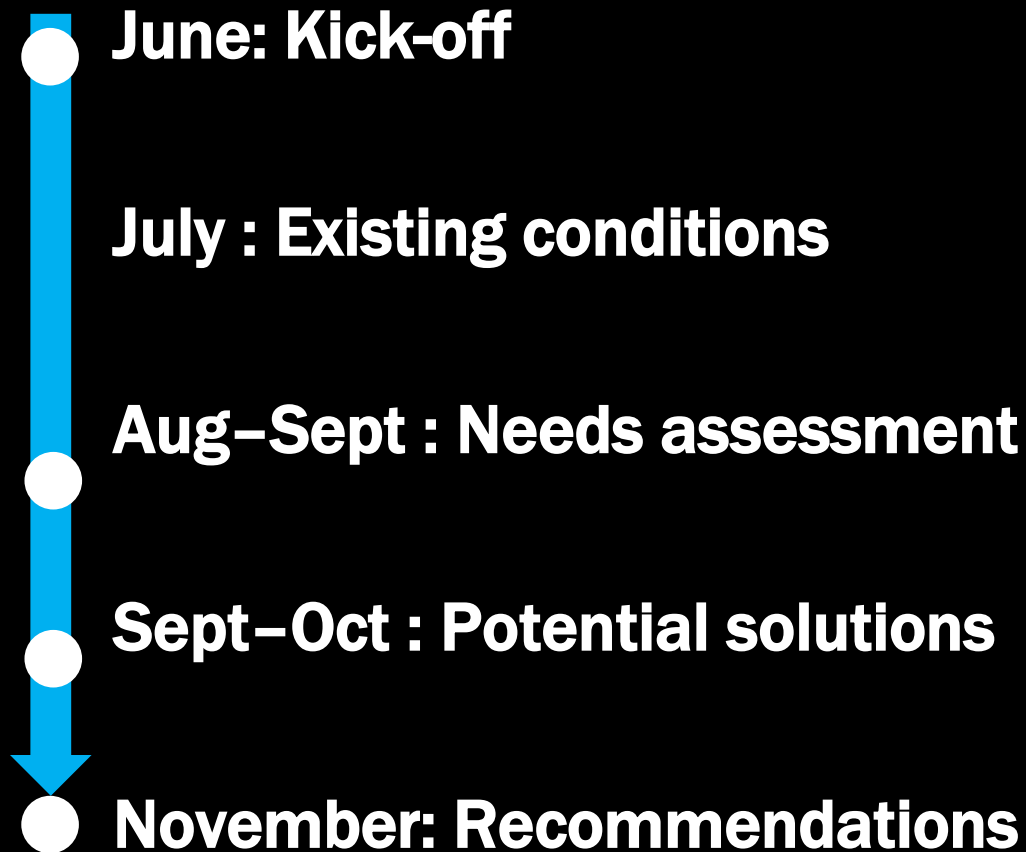 June: Kick-off
July : Existing conditions
Aug–Sept : Needs assessment
Sept–Oct : Potential solutions
November: Recommendations